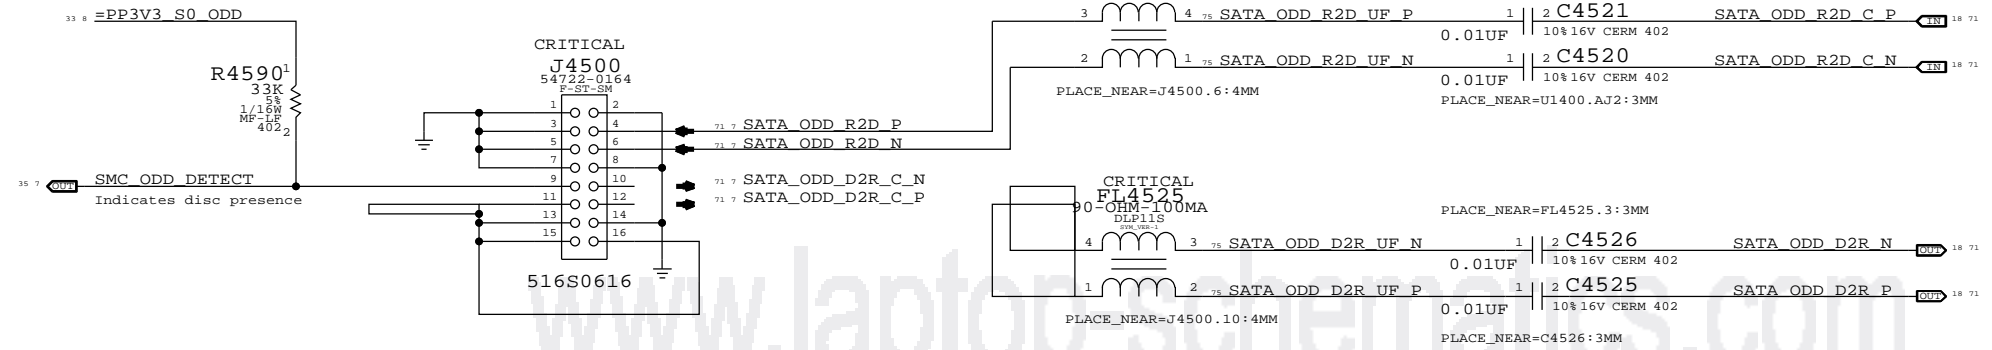 33 8 =PP3V3_S0_ODD
R4590 1
33K
5%
1/16W
MF-LF
402 2
35 7 OUT SMC_ODD_DETECT
Indicates disc presence
CRITICAL
J4500
54722-0164
F-ST-SM
1 2
3 4
5 6
7 8
9 10
11 12
13 14
15 16
516S0616
71 7 SATA_ODD_R2D_P
71 7 SATA_ODD_R2D_N
71 7 SATA_ODD_D2R_C_N
71 7 SATA_ODD_D2R_C_P
3 4 75 SATA_ODD_R2D_UF_P
2 1 75 SATA_ODD_R2D_UF_N
PLACE_NEAR=J4500.6:4MM
1 2 C4521
0.01UF 10% 16V CERM 402
SATA_ODD_R2D_C_P IN 18 71
1 2 C4520
0.01UF 10% 16V CERM 402
SATA_ODD_R2D_C_N IN 18 71
PLACE_NEAR=U1400.AJ2:3MM
CRITICAL
FL4525
90-OHM-100MA
DLP11S
SYM_VER-1
4 3 75 SATA_ODD_D2R_UF_N
1 2 75 SATA_ODD_D2R_UF_P
PLACE_NEAR=J4500.10:4MM
PLACE_NEAR=FL4525.3:3MM
1 2 C4526
0.01UF 10% 16V CERM 402
SATA_ODD_D2R_N OUT 18 71
1 2 C4525
0.01UF 10% 16V CERM 402
SATA_ODD_D2R_P OUT 18 71
PLACE_NEAR=C4526:3MM
www.laptop-schematics.com